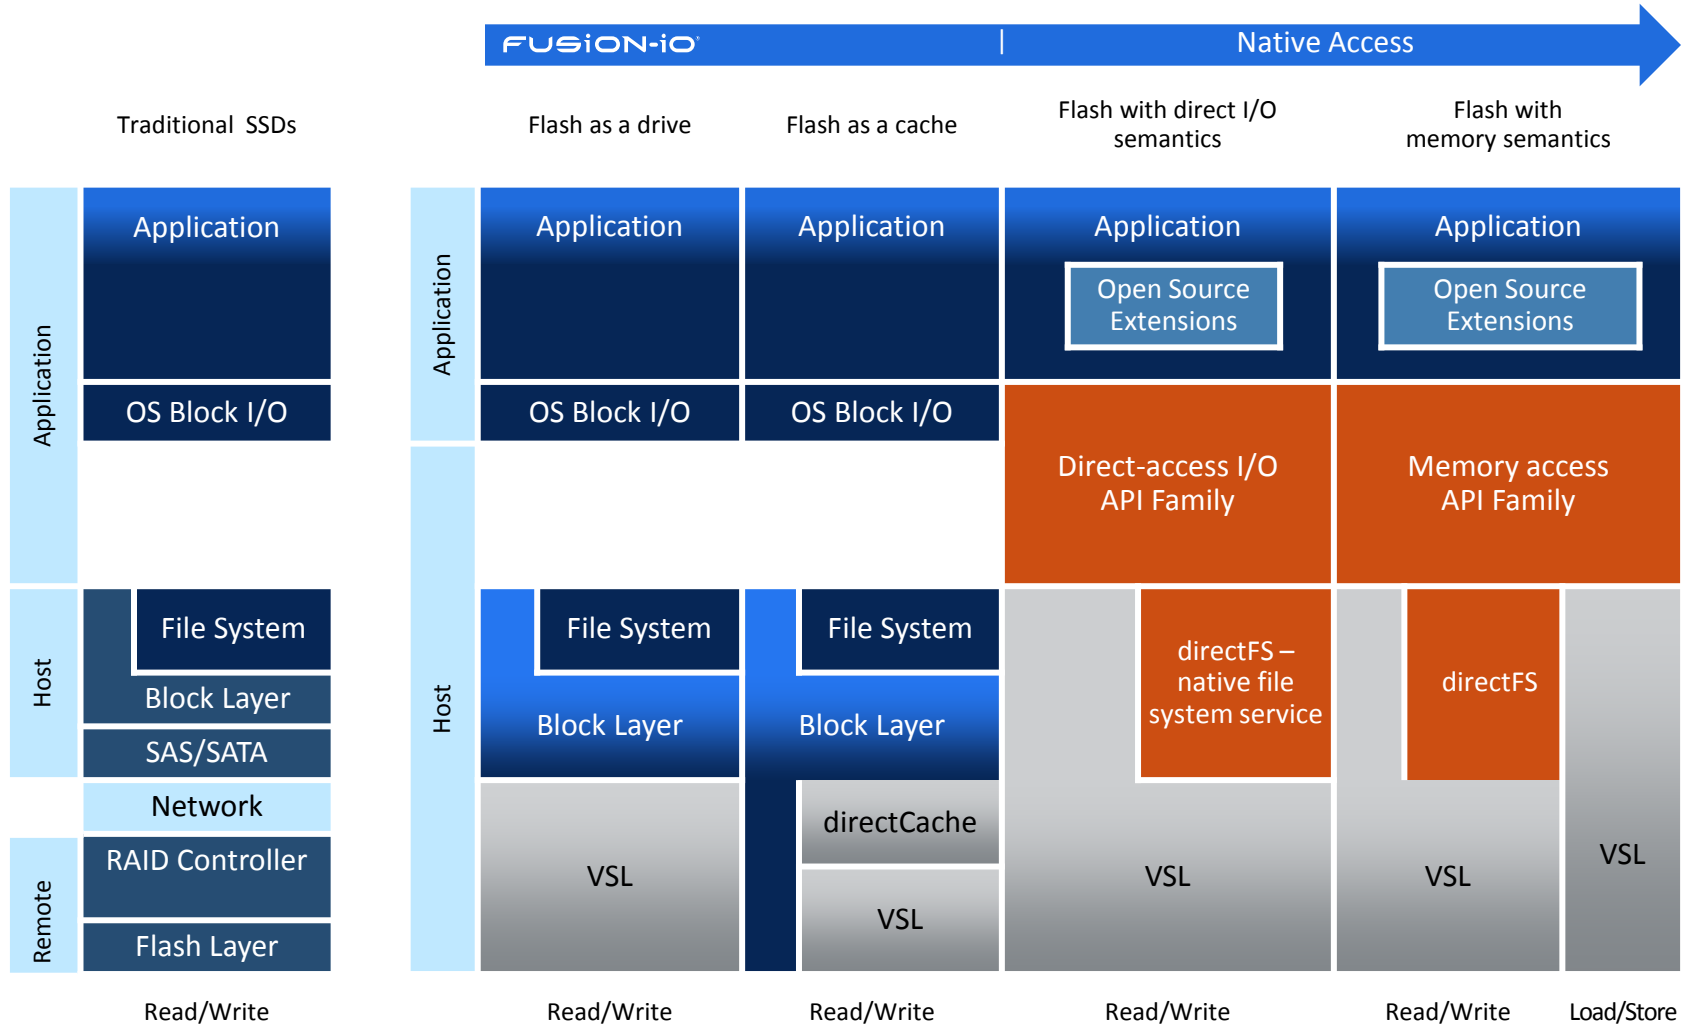 FUSiON-iO
Native Access
Traditional SSDs
Flash as a drive
Flash as a cache
Flash with direct I/O
semantics
Flash with
memory semantics
Application
Host
Remote
Application
OS Block I/O
File System
Block Layer
SAS/SATA
Network
RAID Controller
Flash Layer
Read/Write
Application
Host
Application
OS Block I/O
File System
Block Layer
VSL
Read/Write
Application
OS Block I/O
File System
Block Layer
directCache
VSL
Read/Write
Application
Open Source
Extensions
Direct-access I/O
API Family
directFS –
native file
system service
VSL
Read/Write
Application
Open Source
Extensions
Memory access
API Family
directFS
VSL
Read/Write
VSL
Load/Store